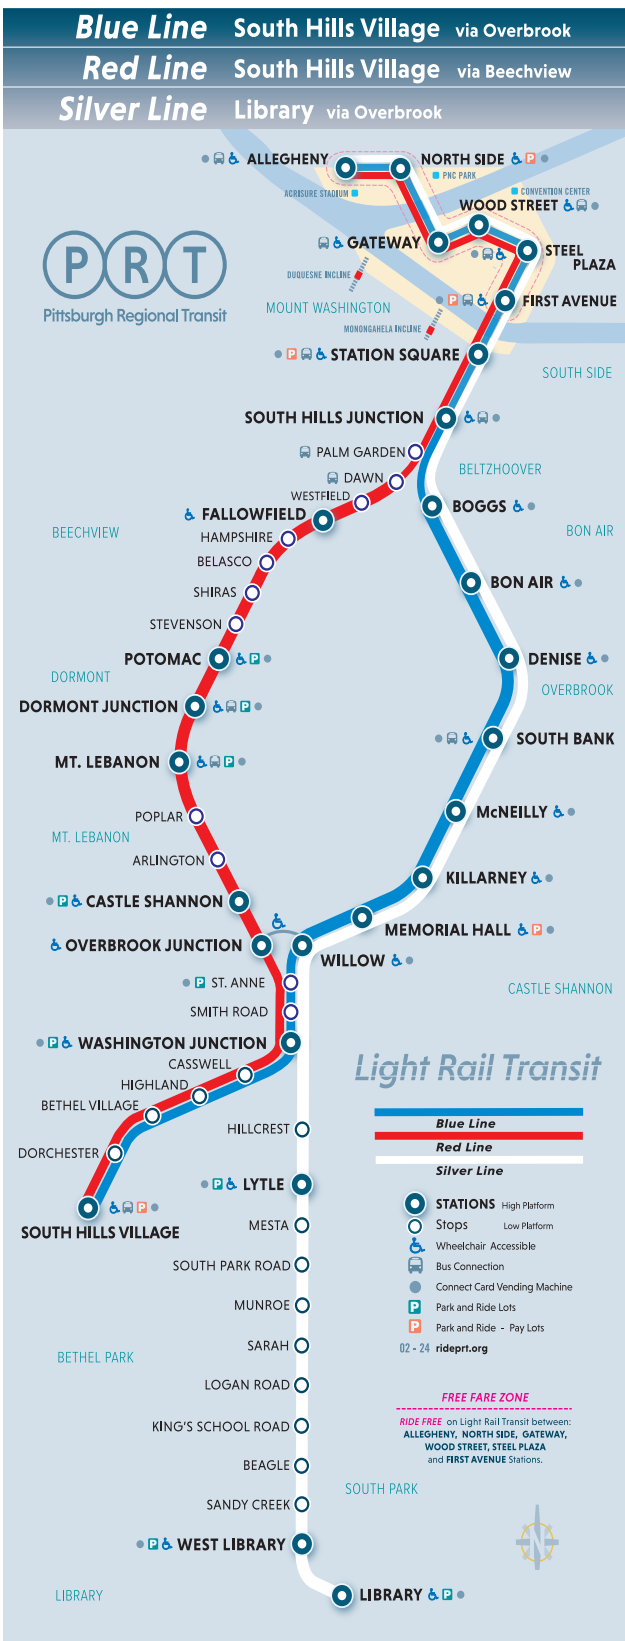 Blue Line South Hills Village via Overbrook
Red Line South Hills Village via Beechview
Silver Line Library via Overbrook
ALLEGHENY
NORTH SIDE P
PNC PARK
ACRISURE STADIUM
CONVENTION CENTER
WOOD STREET
GATEWAY
STEEL
PLAZA
PRT
Pittsburgh Regional Transit
DUQUESNE INCLINE
MOUNT WASHINGTON
P FIRST AVENUE
MONONGAHELA INCLINE
P STATION SQUARE
SOUTH SIDE
SOUTH HILLS JUNCTION
PALM GARDEN
BELTZHOOVER
DAWN
WESTFIELD
FALLOWFIELD
BOGGS
BEECHVIEW
HAMPSHIRE
BON AIR
BELASCO
BON AIR
SHIRAS
STEVENSON
POTOMAC P
DENISE
DORMONT
OVERBROOK
DORMONT JUNCTION P
SOUTH BANK
MT. LEBANON P
POPLAR
McNEILLY
MT. LEBANON
ARLINGTON
KILLARNEY
P CASTLE SHANNON
MEMORIAL HALL P
OVERBROOK JUNCTION
WILLOW
P ST. ANNE
CASTLE SHANNON
SMITH ROAD
P WASHINGTON JUNCTION
CASSWELL
Light Rail Transit
HIGHLAND
BETHEL VILLAGE
Blue Line
HILLCREST
Red Line
DORCHESTER
Silver Line
P LYTLE
P
STATIONS High Platform
SOUTH HILLS VILLAGE
Stops Low Platform
MESTA
Wheelchair Accessible
SOUTH PARK ROAD
Bus Connection
Connect Card Vending Machine
MUNROE
P Park and Ride Lots
P Park and Ride - Pay Lots
SARAH
02 - 24 rideprt.org
BETHEL PARK
LOGAN ROAD
FREE FARE ZONE
RIDE FREE on Light Rail Transit between:
ALLEGHENY, NORTH SIDE, GATEWAY,
WOOD STREET, STEEL PLAZA
and FIRST AVENUE Stations.
KING'S SCHOOL ROAD
BEAGLE
SOUTH PARK
SANDY CREEK
P WEST LIBRARY
N
LIBRARY
LIBRARY P